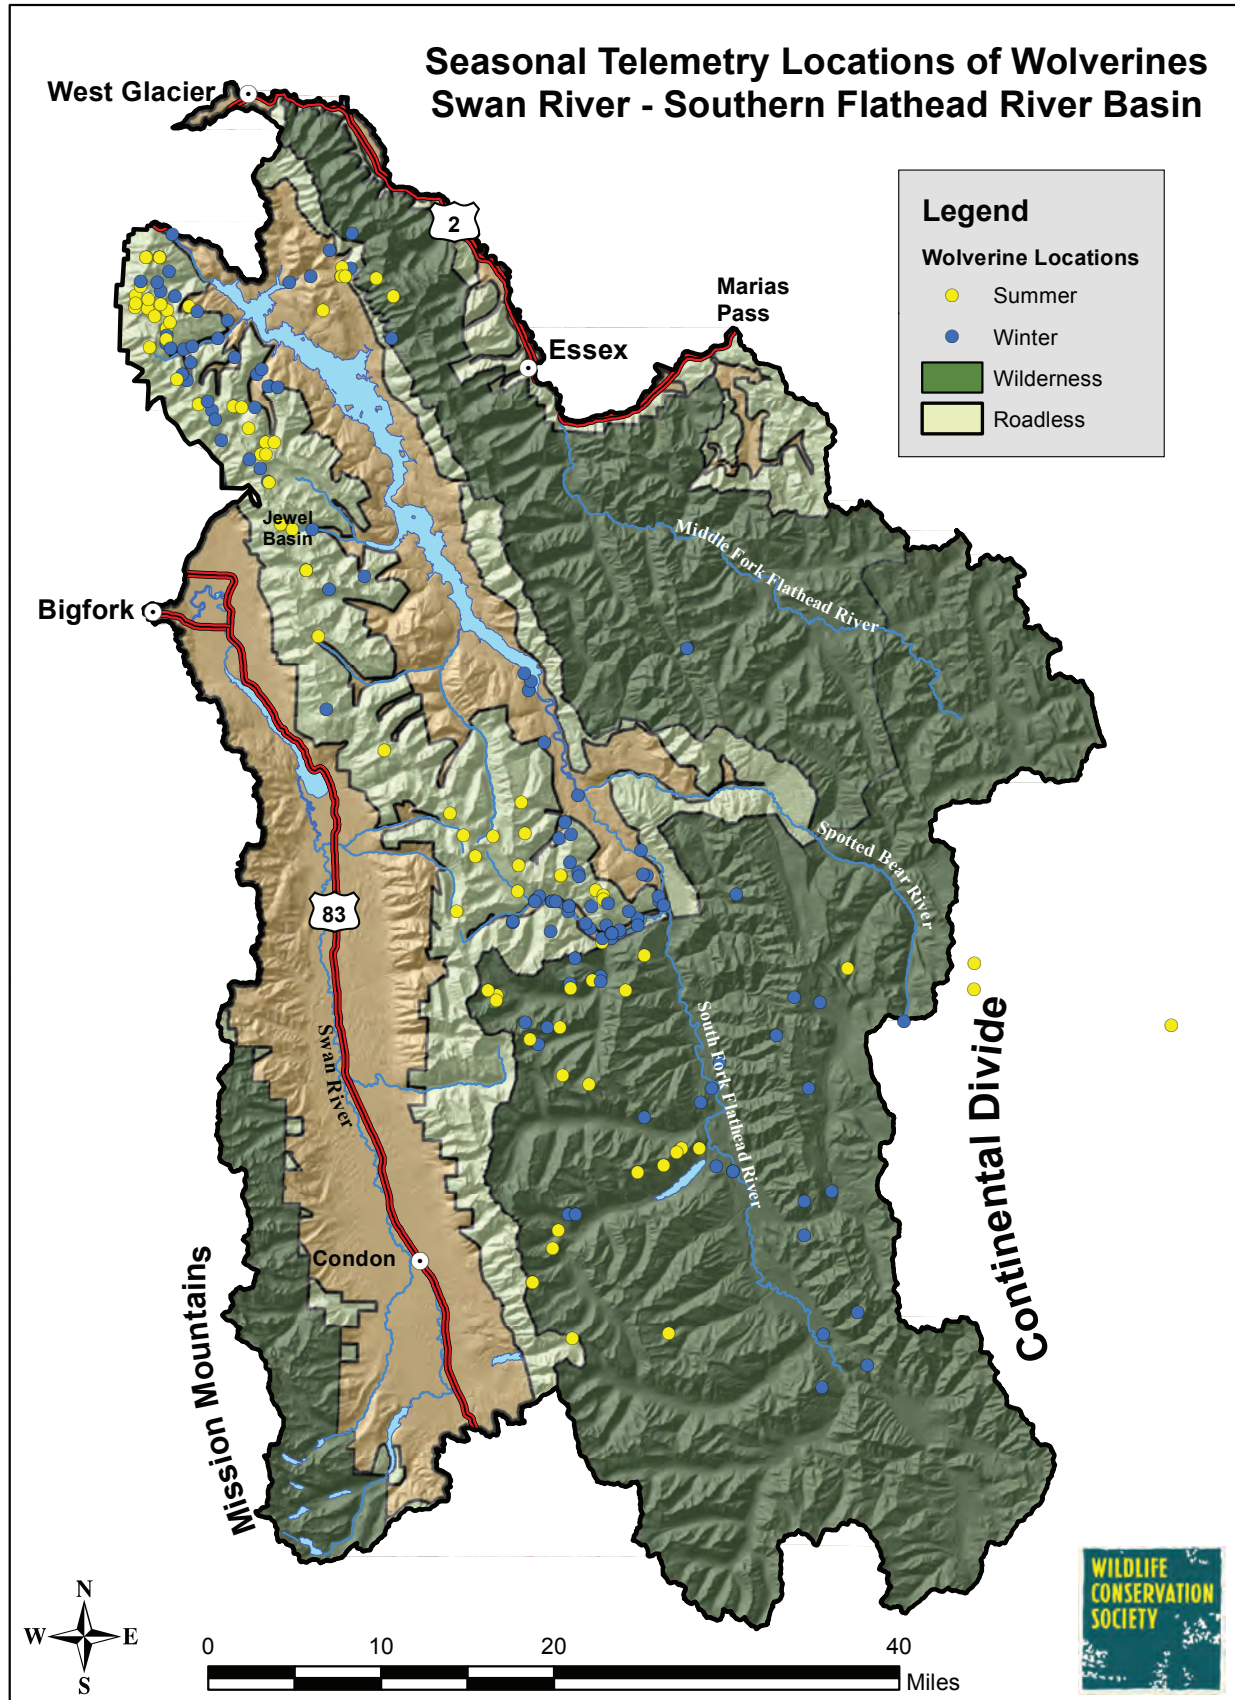 Seasonal Telemetry Locations of Wolverines
Swan River - Southern Flathead River Basin
West Glacier
2
Legend
Wolverine Locations
Summer
Winter
Wilderness
Roadless
Marias
Pass
Essex
Middle Fork Flathead River
Jewel
Basin
Bigfork
Spotted Bear River
83
South Fork Flathead River
Swan River
Continental Divide
Condon
Mission Mountains
N
W
E
S
0
10
20
40
Miles
WILDLIFE
CONSERVATION
SOCIETY